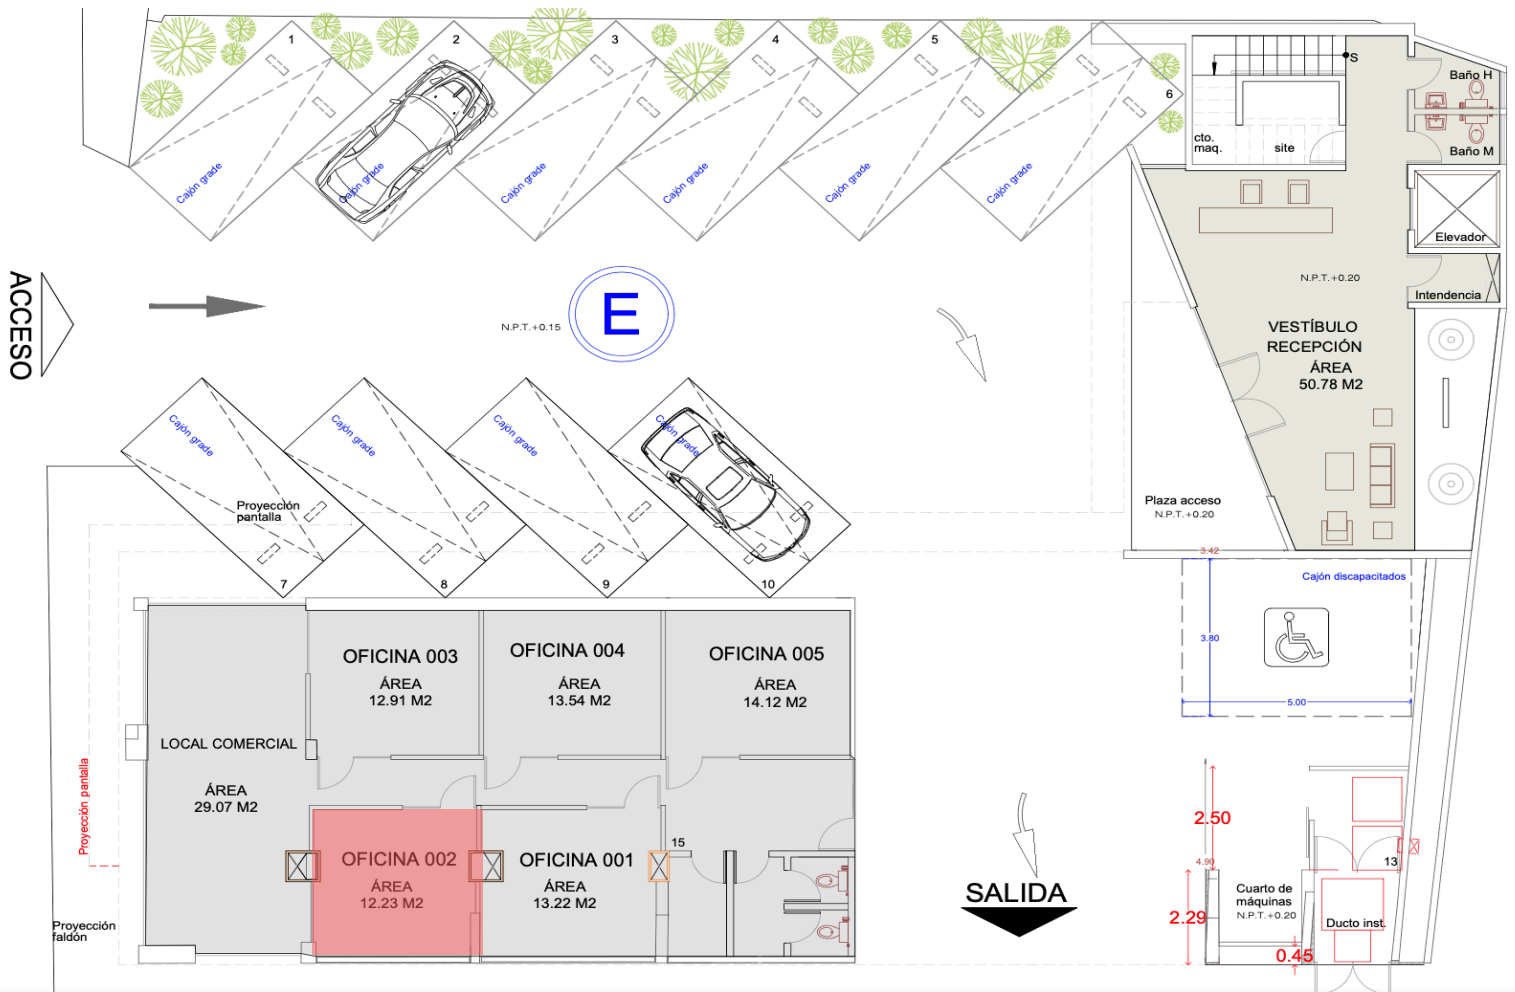 1
2
3
4
5
6
Cajón grade
Cajón grade
Cajón grade
Cajón grade
Cajón grade
Cajón grade
S
cto.
maq.
site
Baño H
Baño M
Elevador
Intendencia
N.P.T.+0.20
VESTÍBULO
RECEPCIÓN
ÁREA
50.78 M2
ACCESO
E
N.P.T.+0.15
Cajón grade
Cajón grade
Cajón grade
Cajón grade
Proyección
pantalla
7
8
9
10
Plaza acceso
N.P.T.+0.20
3.42
Cajón discapacitados
3.80
5.00
OFICINA 003
ÁREA
12.91 M2
OFICINA 004
ÁREA
13.54 M2
OFICINA 005
ÁREA
14.12 M2
LOCAL COMERCIAL
ÁREA
29.07 M2
Proyección pantalla
OFICINA 002
ÁREA
12.23 M2
OFICINA 001
ÁREA
13.22 M2
15
Proyección
faldón
SALIDA
2.50
4.90
2.29
0.45
Cuarto de
máquinas
N.P.T.+0.20
13
Ducto inst.